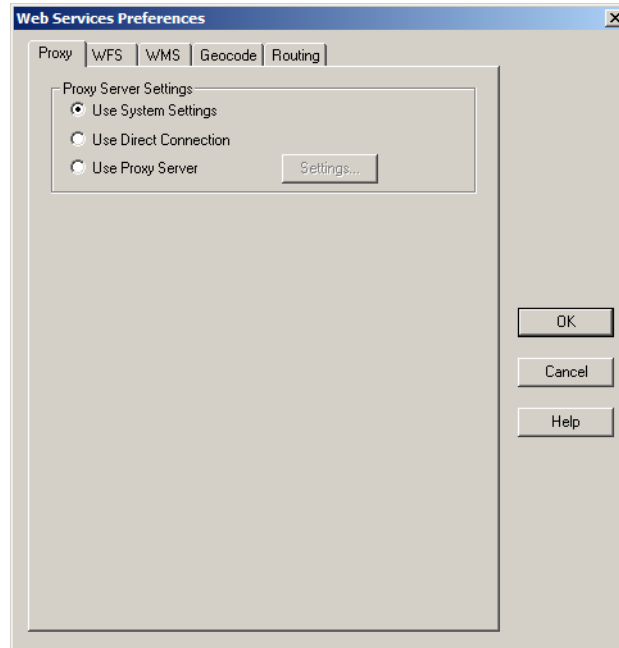 Web Services Preferences
Proxy WFS WMS Geocode Routing
Proxy Server Settings
Use System Settings
Use Direct Connection
Use Proxy Server Settings...
OK
Cancel
Help